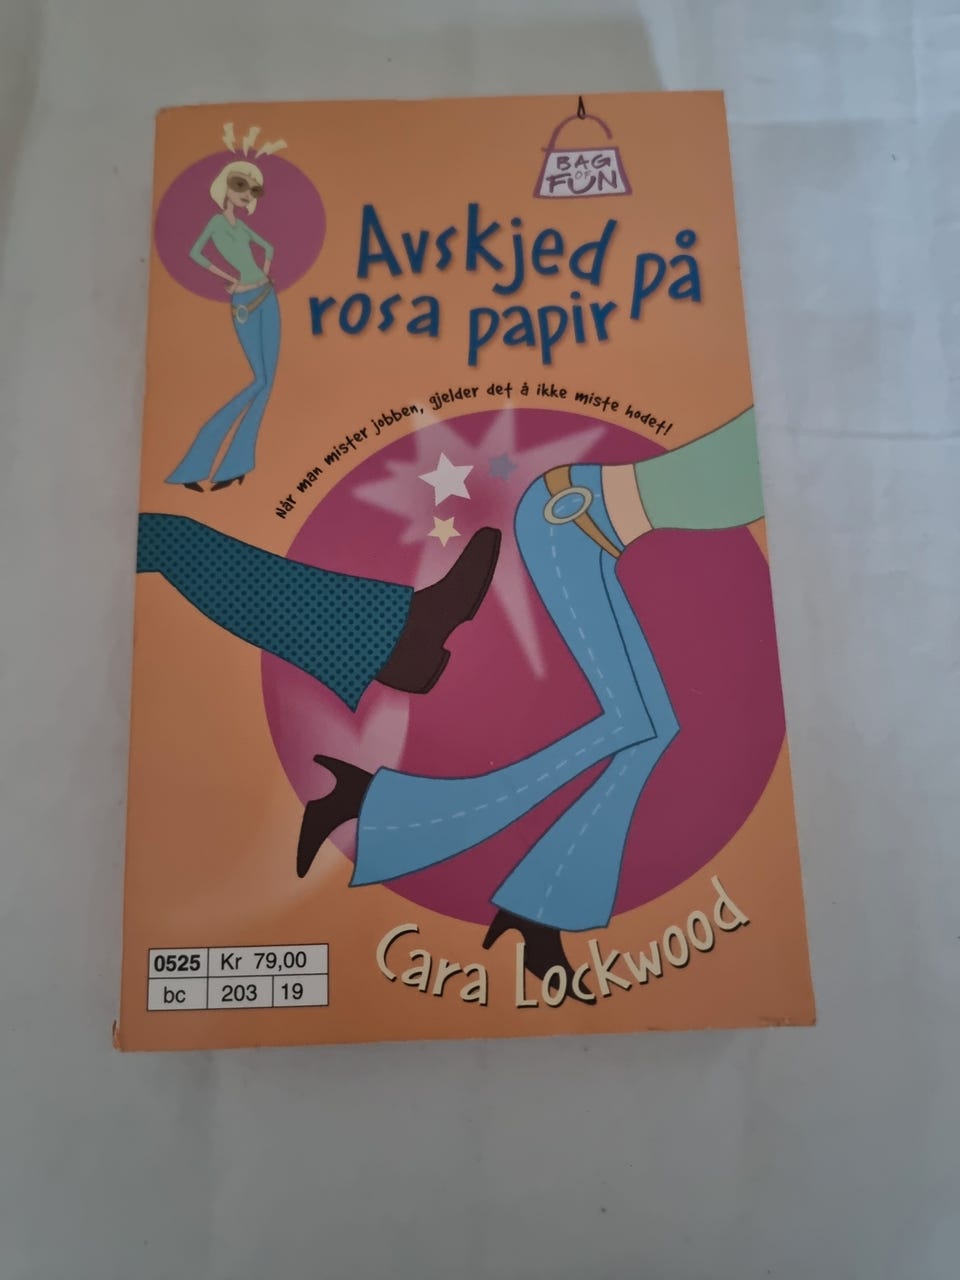 BAG
OF
FUN
Avskjed på
rosa papir
Når man mister jobben, gjelder det å ikke miste hodet!
Cara Lockwood
0525 Kr 79,00
bc 203 19